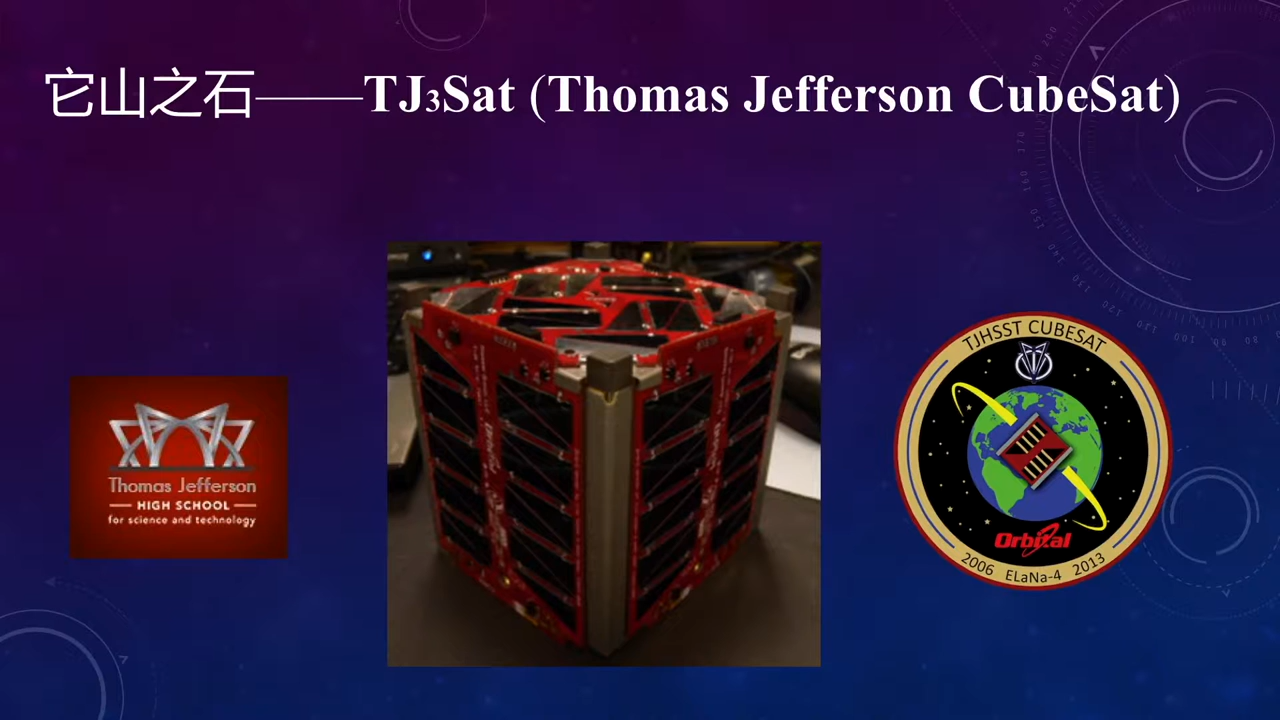 它山之石——TJ3Sat (Thomas Jefferson CubeSat)
Thomas Jefferson
HIGH SCHOOL
for science and technology
TJHSST CUBESAT
Orbital
2006 ELaNa-4 2013